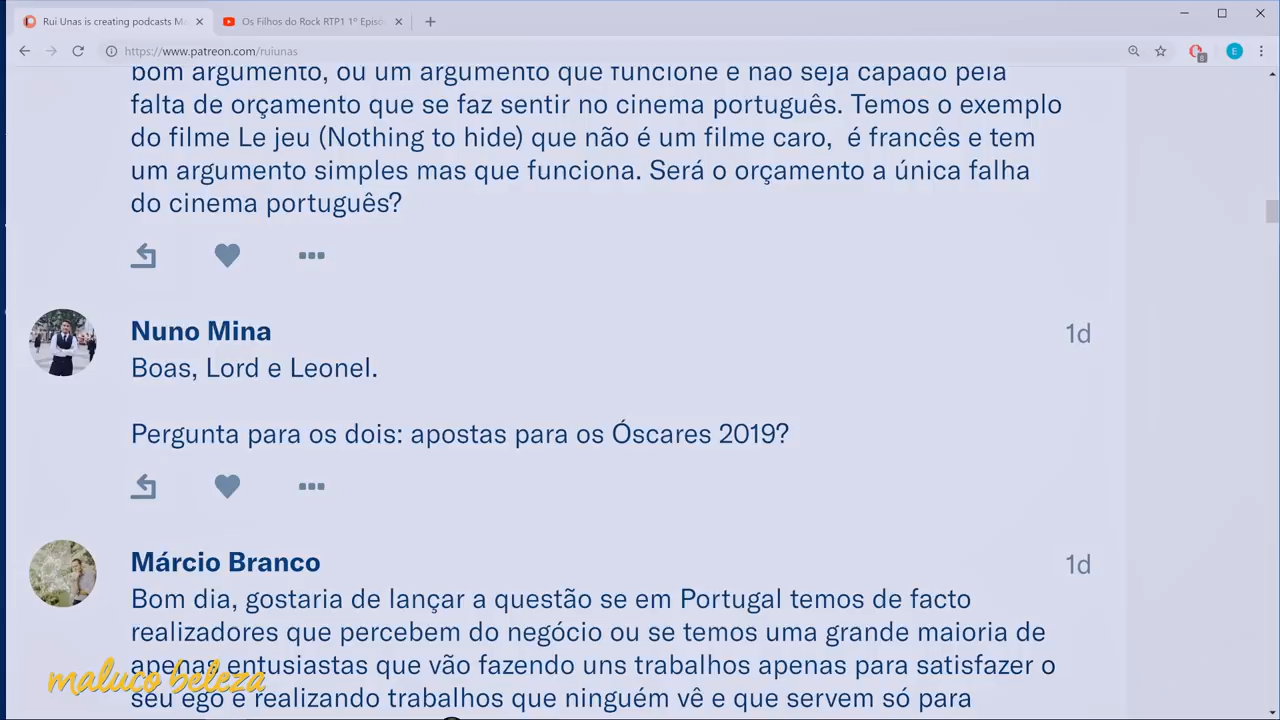 Rui Unas is creating podcasts Me
Os Filhos do Rock RTP1 1º Episó
https://www.patreon.com/ruiunas
E
bom argumento, ou um argumento que funcione e não seja capado pela
falta de orçamento que se faz sentir no cinema português. Temos o exemplo
do filme Le jeu (Nothing to hide) que não é um filme caro,  é francês e tem
um argumento simples mas que funciona. Será o orçamento a única falha
do cinema português?
Nuno Mina
1d
Boas, Lord e Leonel.
Pergunta para os dois: apostas para os Óscares 2019?
Márcio Branco
1d
Bom dia, gostaria de lançar a questão se em Portugal temos de facto
realizadores que percebem do negócio ou se temos uma grande maioria de
apenas entusiastas que vão fazendo uns trabalhos apenas para satisfazer o
seu ego e realizando trabalhos que ninguém vê e que servem só para
maluco beleza